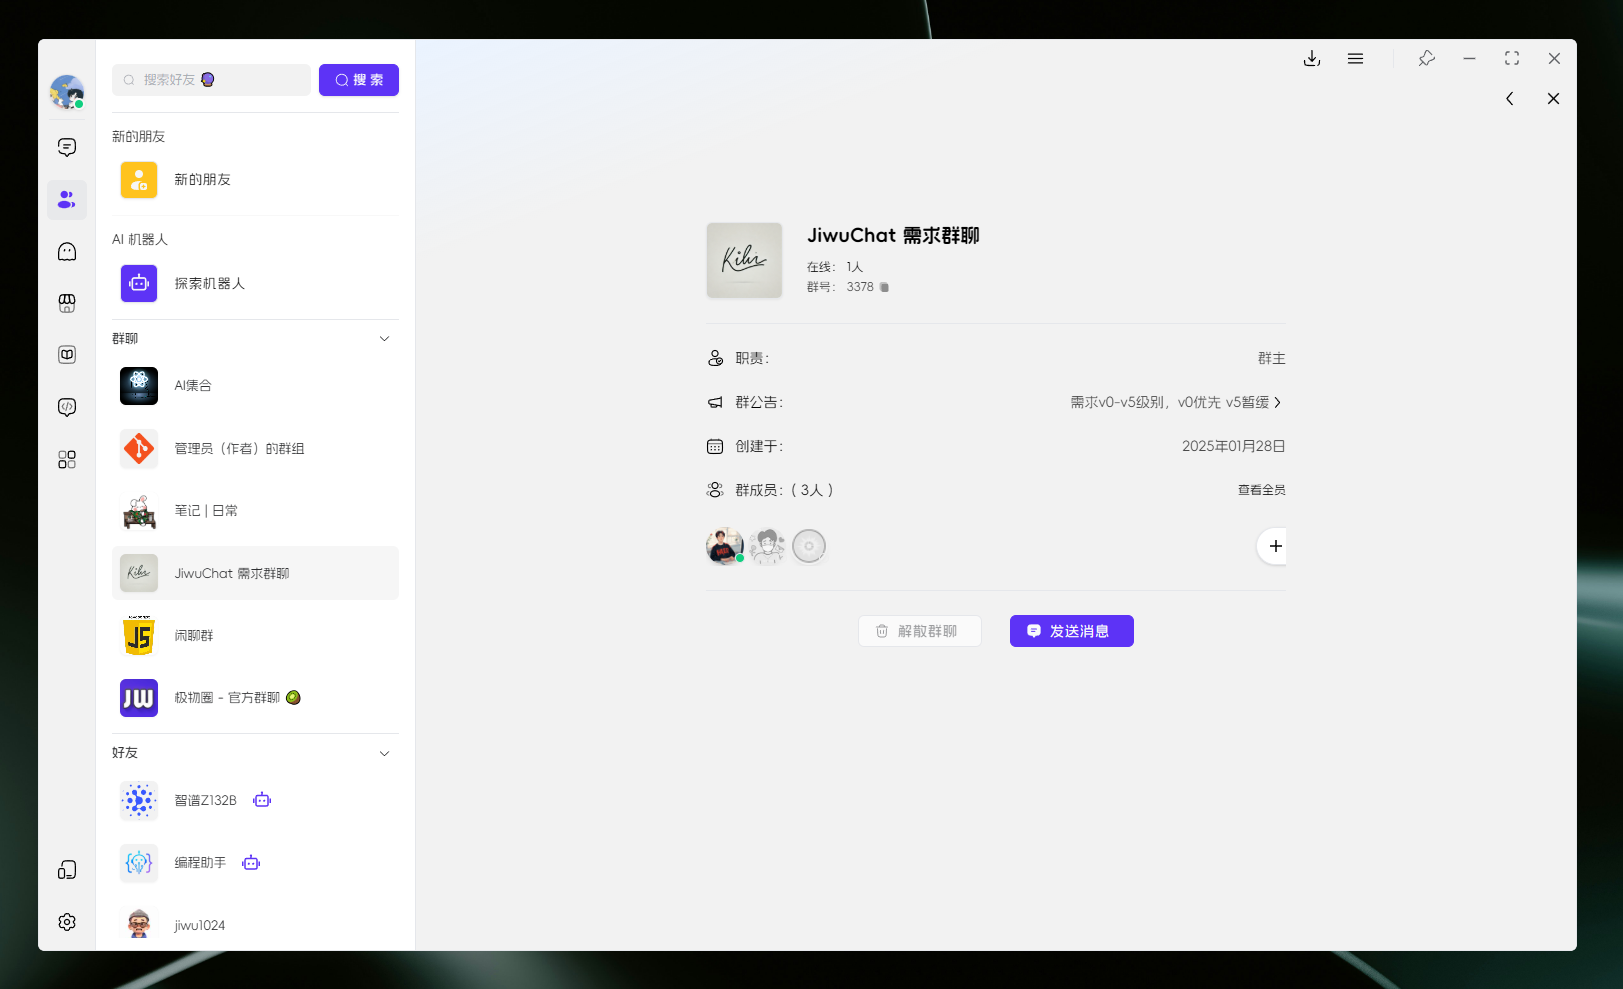 搜索好友
搜 索
新的朋友
新的朋友
AI 机器人
探索机器人
群聊
AI集合
管理员（作者）的群组
笔记 | 日常
JiwuChat 需求群聊
闲聊群
JS
极物圈 - 官方群聊
JW
好友
智谱Z132B
编程助手
jiwu1024
JiwuChat 需求群聊
在线： 1人
群号： 3378
职责：
群主
群公告：
需求v0-v5级别，v0优先 v5暂缓
创建于：
2025年01月28日
群成员：( 3人 )
查看全员
解散群聊
发送消息